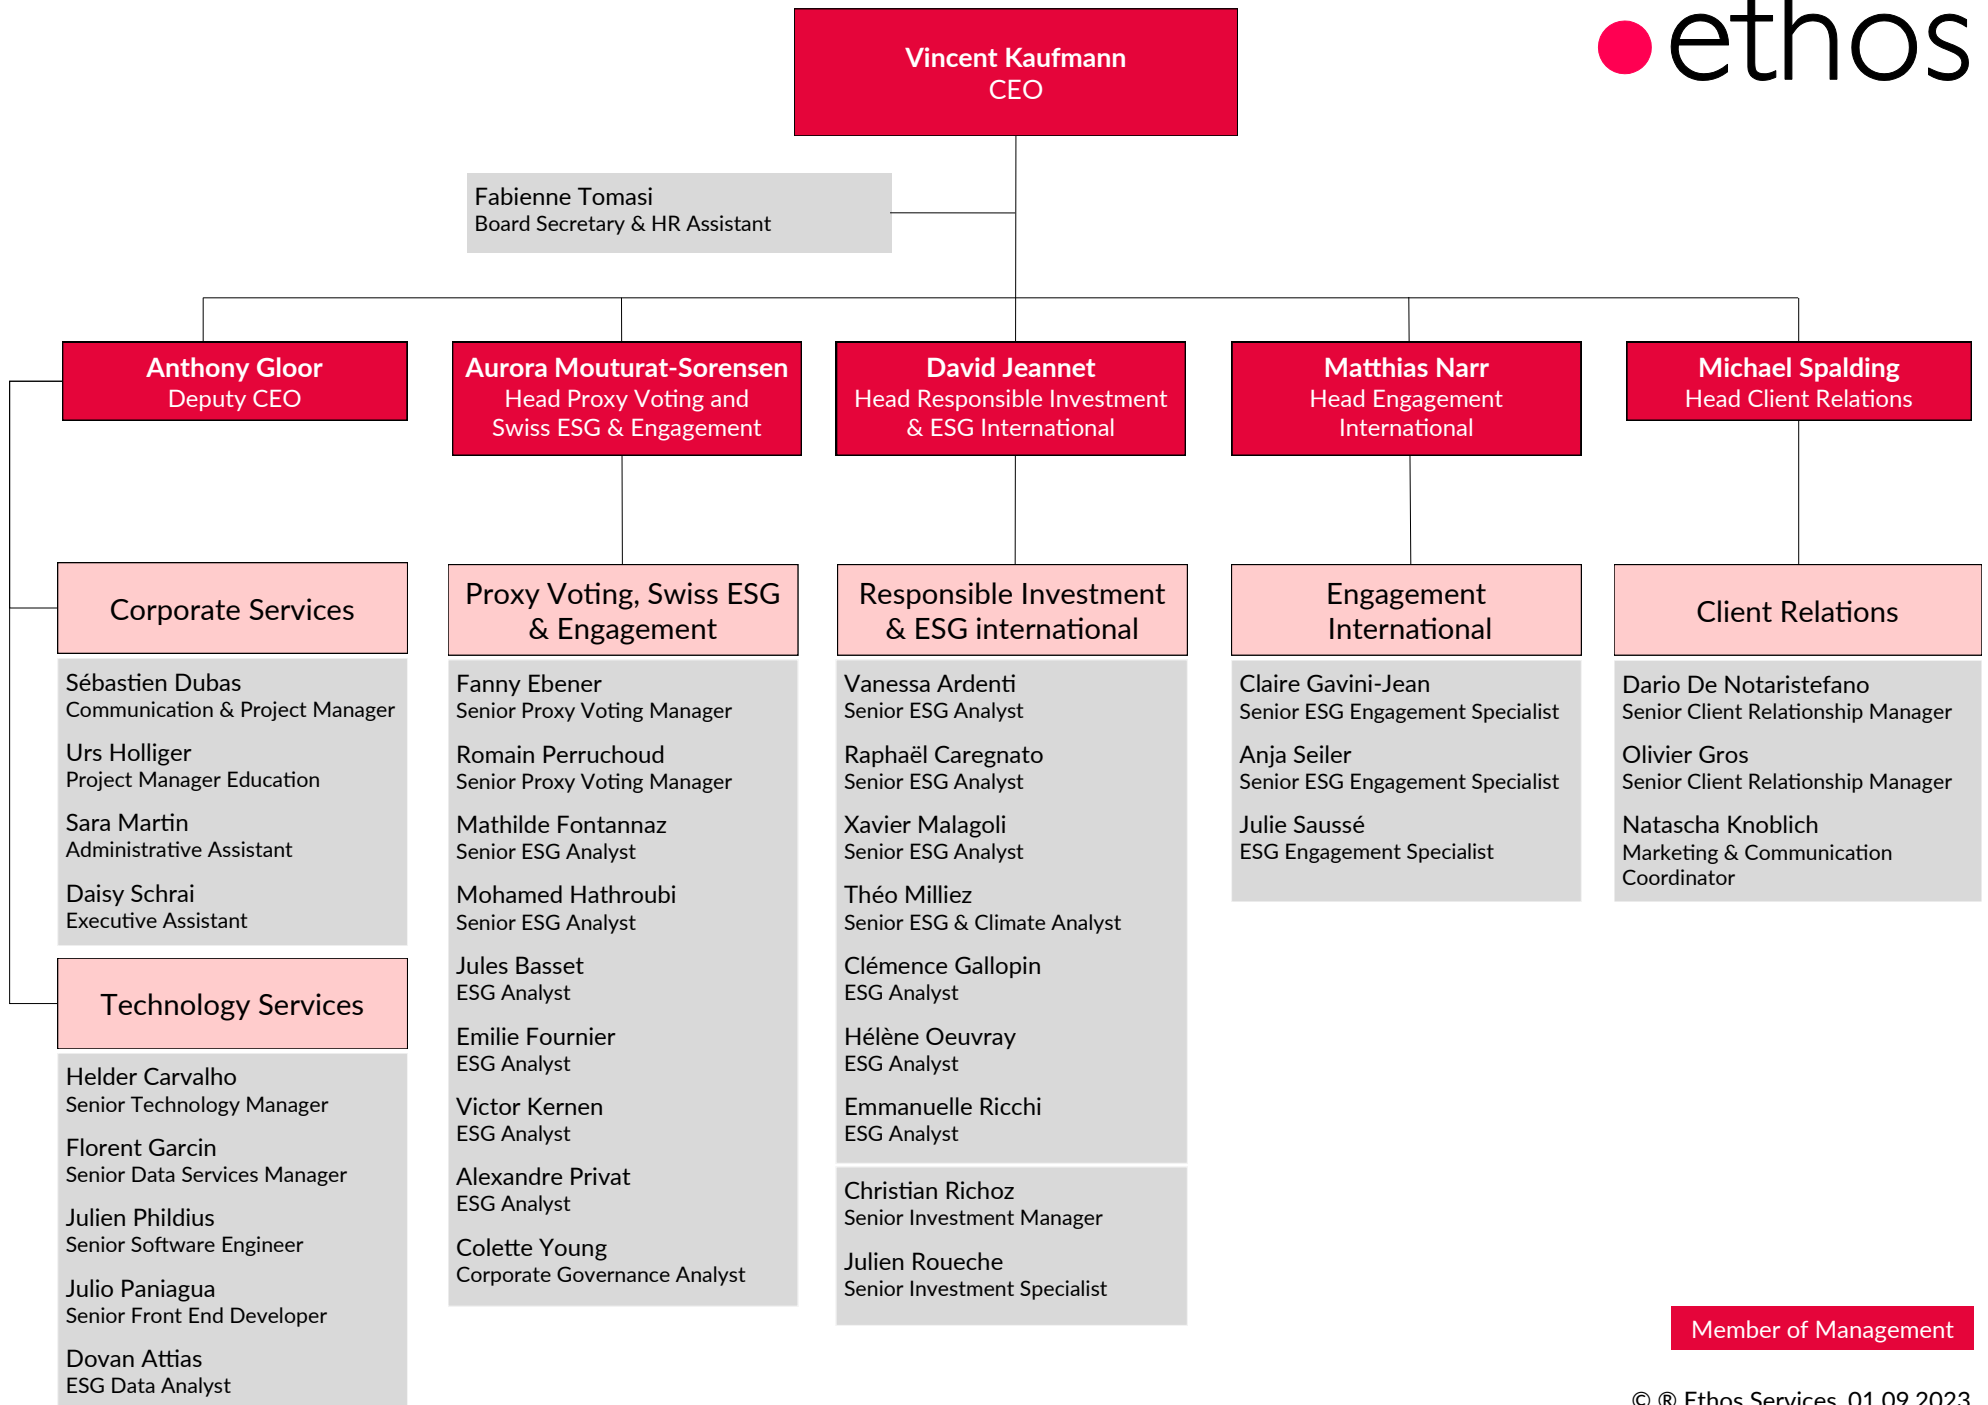 ethos
Vincent Kaufmann
CEO
Fabienne Tomasi
Board Secretary & HR Assistant
Anthony Gloor
Deputy CEO
Aurora Mouturat-Sorensen
Head Proxy Voting and
Swiss ESG & Engagement
David Jeannet
Head Responsible Investment
& ESG International
Matthias Narr
Head Engagement
International
Michael Spalding
Head Client Relations
Corporate Services
Sébastien Dubas
Communication & Project Manager
Urs Holliger
Project Manager Education
Sara Martin
Administrative Assistant
Daisy Schrai
Executive Assistant
Technology Services
Helder Carvalho
Senior Technology Manager
Florent Garcin
Senior Data Services Manager
Julien Phildius
Senior Software Engineer
Julio Paniagua
Senior Front End Developer
Dovan Attias
ESG Data Analyst
Proxy Voting, Swiss ESG
& Engagement
Fanny Ebener
Senior Proxy Voting Manager
Romain Perruchoud
Senior Proxy Voting Manager
Mathilde Fontannaz
Senior ESG Analyst
Mohamed Hathroubi
Senior ESG Analyst
Jules Basset
ESG Analyst
Emilie Fournier
ESG Analyst
Victor Kernen
ESG Analyst
Alexandre Privat
ESG Analyst
Colette Young
Corporate Governance Analyst
Responsible Investment
& ESG international
Vanessa Ardenti
Senior ESG Analyst
Raphaël Caregnato
Senior ESG Analyst
Xavier Malagoli
Senior ESG Analyst
Théo Milliez
Senior ESG & Climate Analyst
Clémence Gallopin
ESG Analyst
Hélène Oeuvray
ESG Analyst
Emmanuelle Ricchi
ESG Analyst
Christian Richoz
Senior Investment Manager
Julien Roueche
Senior Investment Specialist
Engagement
International
Claire Gavini-Jean
Senior ESG Engagement Specialist
Anja Seiler
Senior ESG Engagement Specialist
Julie Saussé
ESG Engagement Specialist
Client Relations
Dario De Notaristefano
Senior Client Relationship Manager
Olivier Gros
Senior Client Relationship Manager
Natascha Knoblich
Marketing & Communication
Coordinator
Member of Management
© ® Ethos Services, 01.09.2023